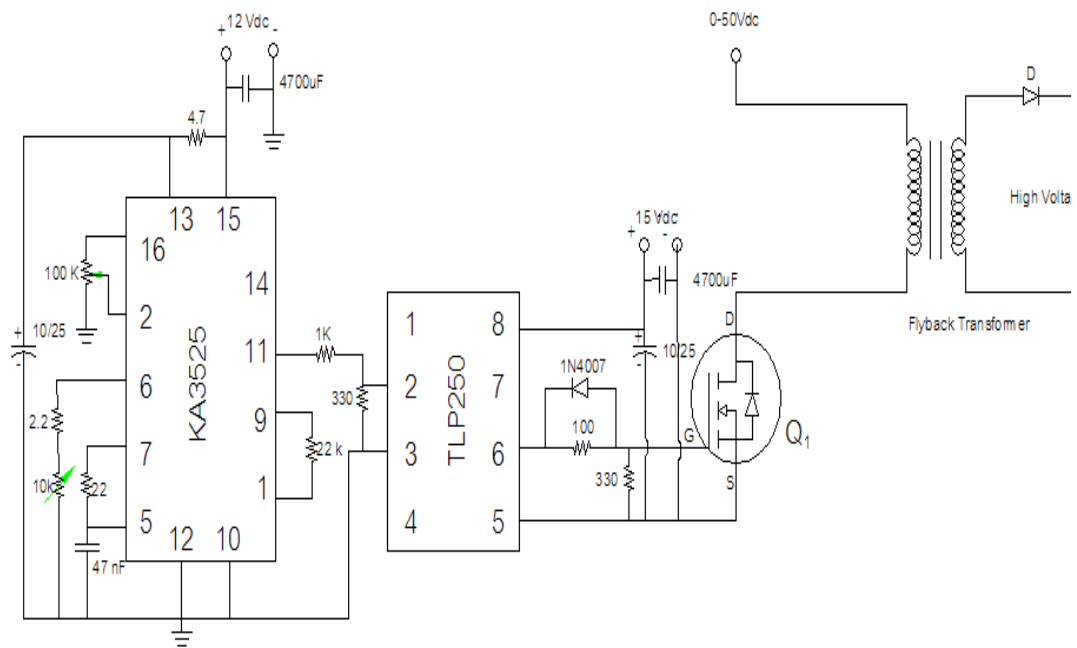 + 12 Vdc -
4700uF
0-50Vdc
D
4.7
13 15
16
100 K
14
2
+ 10/25 -
KA3525
11
1K
6
330
2.2
9
7
22 k
10k
22
1
5
12 10
47 nF
TLP250
1 8
2 7
3 6
4 5
+ 15 Vdc -
4700uF
+ 10/25 -
1N4007
100
330
G
D
S
Q1
High Volta
Flyback Transformer